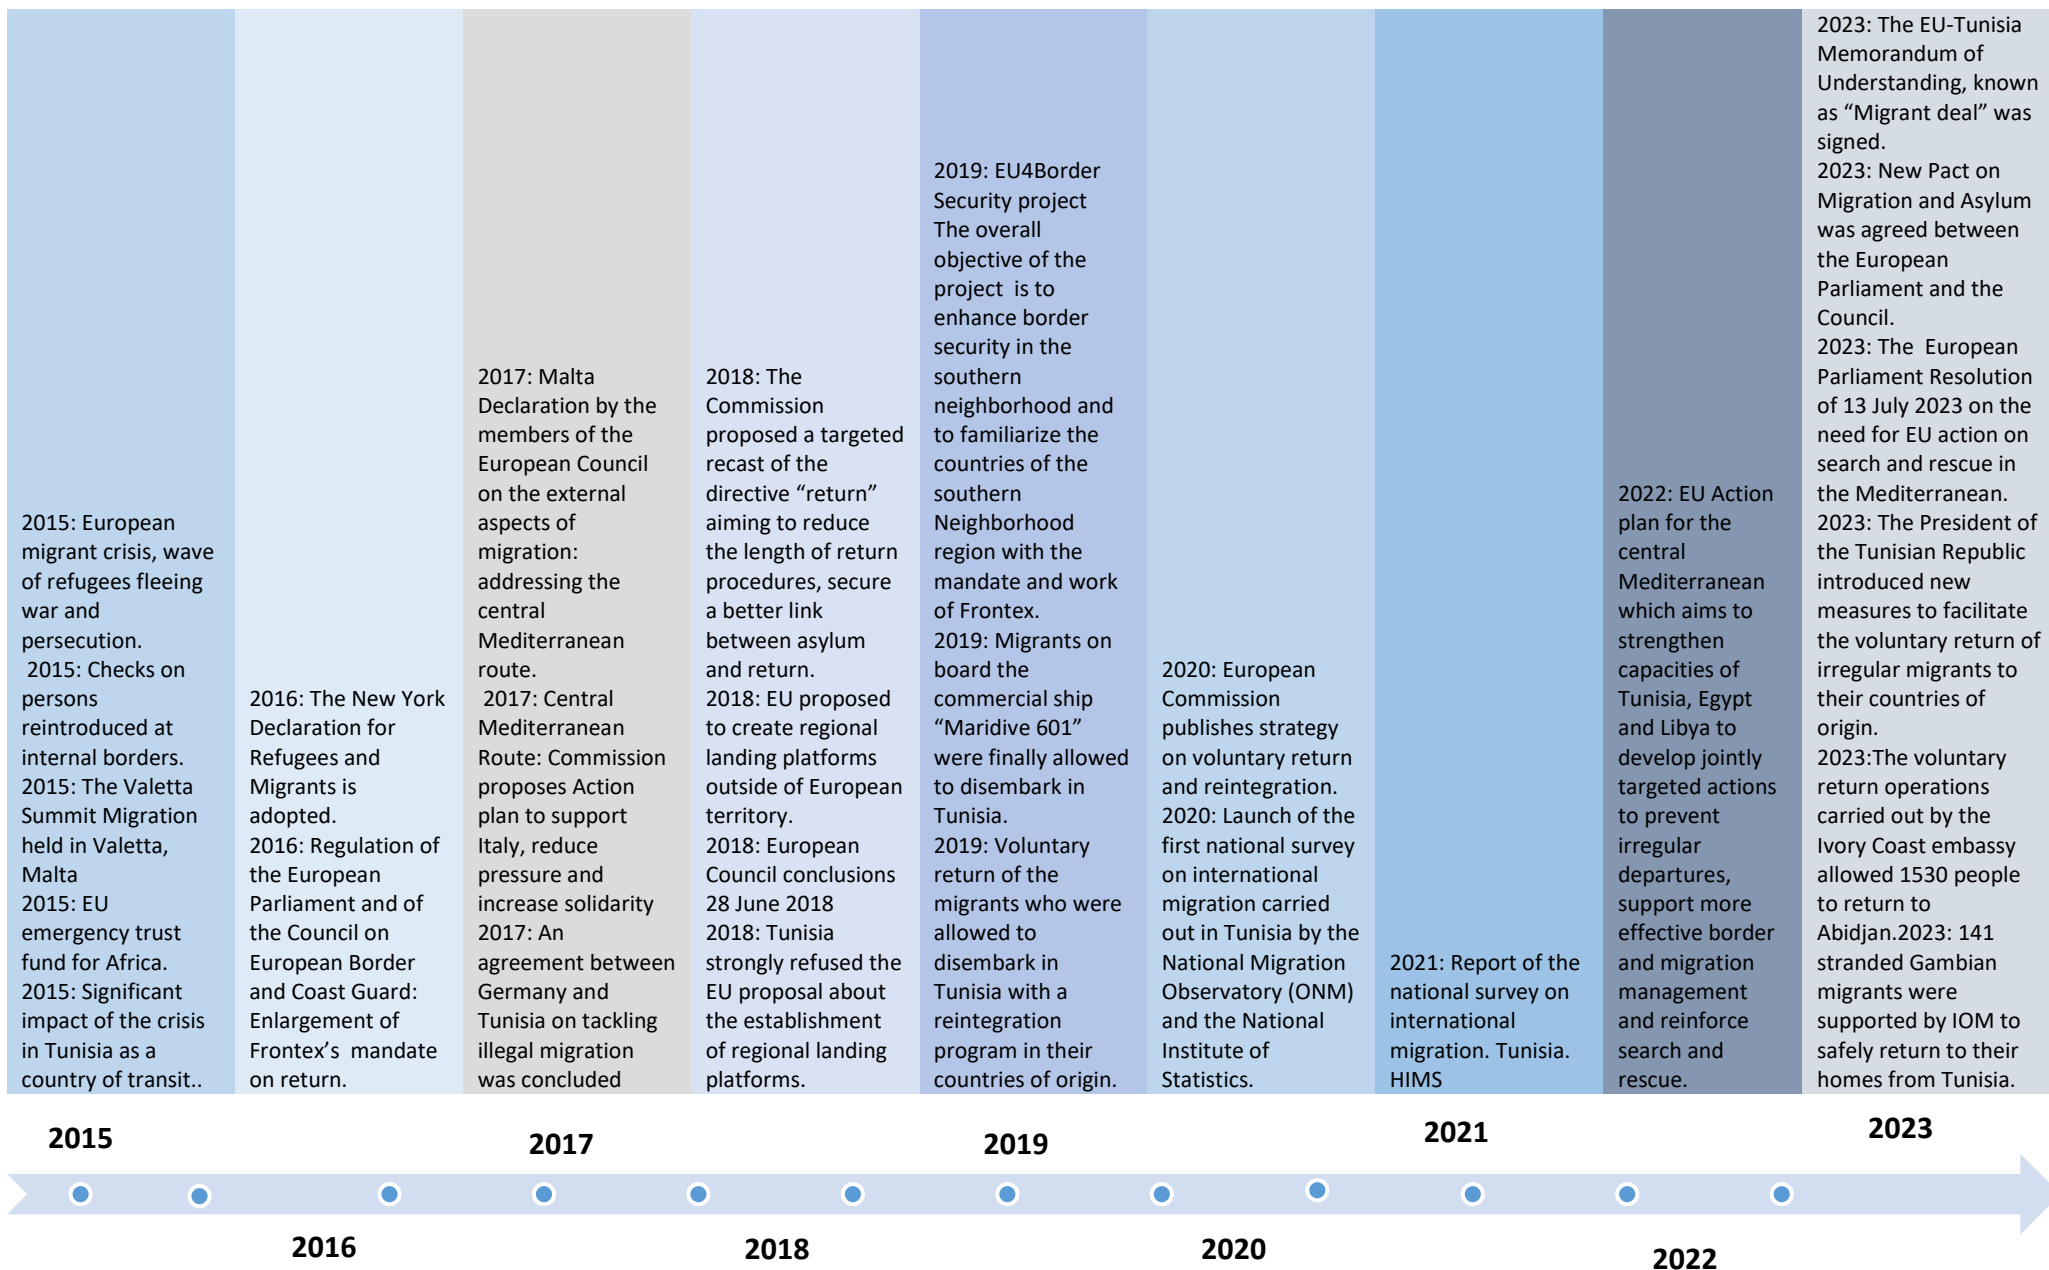 2015: European
migrant crisis, wave
of refugees fleeing
war and
persecution.
2015: Checks on
persons
reintroduced at
internal borders.
2015: The Valetta
Summit Migration
held in Valetta,
Malta
2015: EU
emergency trust
fund for Africa.
2015: Significant
impact of the crisis
in Tunisia as a
country of transit..
2016: The New York
Declaration for
Refugees and
Migrants is
adopted.
2016: Regulation of
the European
Parliament and of
the Council on
European Border
and Coast Guard:
Enlargement of
Frontex’s mandate
on return.
2017: Malta
Declaration by the
members of the
European Council
on the external
aspects of
migration:
addressing the
central
Mediterranean
route.
2017: Central
Mediterranean
Route: Commission
proposes Action
plan to support
Italy, reduce
pressure and
increase solidarity
2017: An
agreement between
Germany and
Tunisia on tackling
illegal migration
was concluded
2018: The
Commission
proposed a targeted
recast of the
directive “return”
aiming to reduce
the length of return
procedures, secure
a better link
between asylum
and return.
2018: EU proposed
to create regional
landing platforms
outside of European
territory.
2018: European
Council conclusions
28 June 2018
2018: Tunisia
strongly refused the
EU proposal about
the establishment
of regional landing
platforms.
2019: EU4Border
Security project
The overall
objective of the
project is to
enhance border
security in the
southern
neighborhood and
to familiarize the
countries of the
southern
Neighborhood
region with the
mandate and work
of Frontex.
2019: Migrants on
board the
commercial ship
“Maridive 601”
were finally allowed
to disembark in
Tunisia.
2019: Voluntary
return of the
migrants who were
allowed to
disembark in
Tunisia with a
reintegration
program in their
countries of origin.
2020: European
Commission
publishes strategy
on voluntary return
and reintegration.
2020: Launch of the
first national survey
on international
migration carried
out in Tunisia by the
National Migration
Observatory (ONM)
and the National
Institute of
Statistics.
2021: Report of the
national survey on
international
migration. Tunisia.
HIMS
2022: EU Action
plan for the
central
Mediterranean
which aims to
strengthen
capacities of
Tunisia, Egypt
and Libya to
develop jointly
targeted actions
to prevent
irregular
departures,
support more
effective border
and migration
management
and reinforce
search and
rescue.
2023: The EU-Tunisia
Memorandum of
Understanding, known
as “Migrant deal” was
signed.
2023: New Pact on
Migration and Asylum
was agreed between
the European
Parliament and the
Council.
2023: The European
Parliament Resolution
of 13 July 2023 on the
need for EU action on
search and rescue in
the Mediterranean.
2023: The President of
the Tunisian Republic
introduced new
measures to facilitate
the voluntary return of
irregular migrants to
their countries of
origin.
2023:The voluntary
return operations
carried out by the
Ivory Coast embassy
allowed 1530 people
to return to
Abidjan.2023: 141
stranded Gambian
migrants were
supported by IOM to
safely return to their
homes from Tunisia.
2015
2016
2017
2018
2019
2020
2021
2022
2023